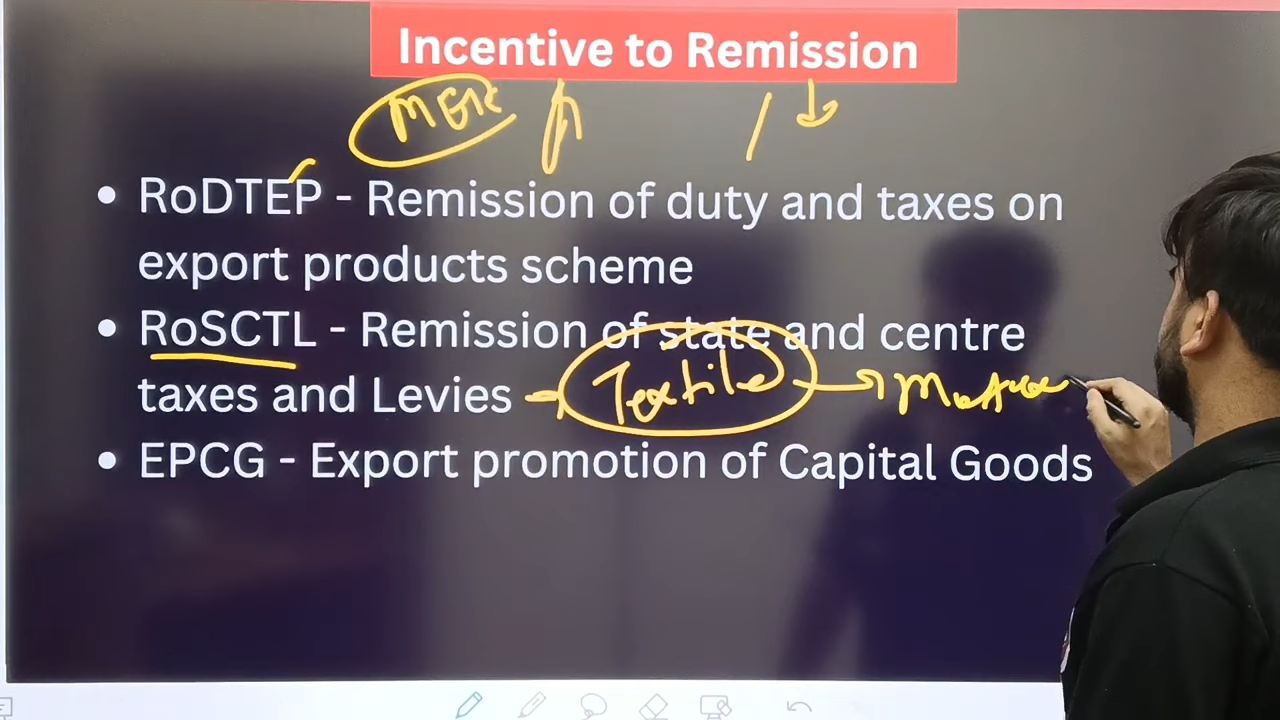 Incentive to Remission
• RoDTEP - Remission of duty and taxes on
export products scheme
• RoSCTL - Remission of state and centre
taxes and Levies
Textile
• EPCG - Export promotion of Capital Goods